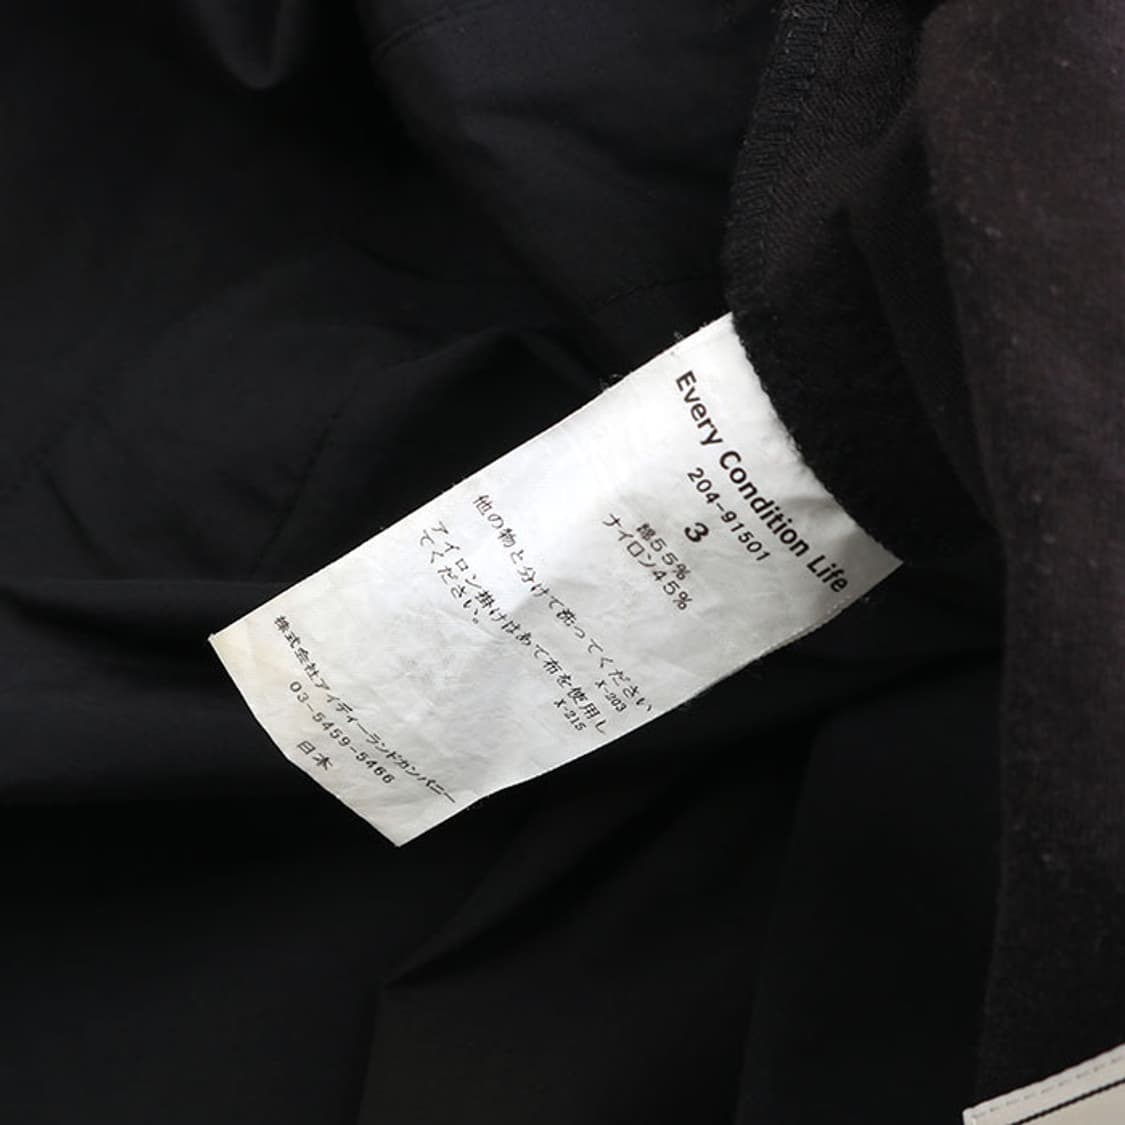 Every Condition Life
204-91501
3
綿55%
ナイロン45%
他の物と分けて洗ってください
X-203
アイロン掛けはあて布を使用し
てください。
X-215
株式会社アイディーランドカンパニー
03-5459-5466
日本